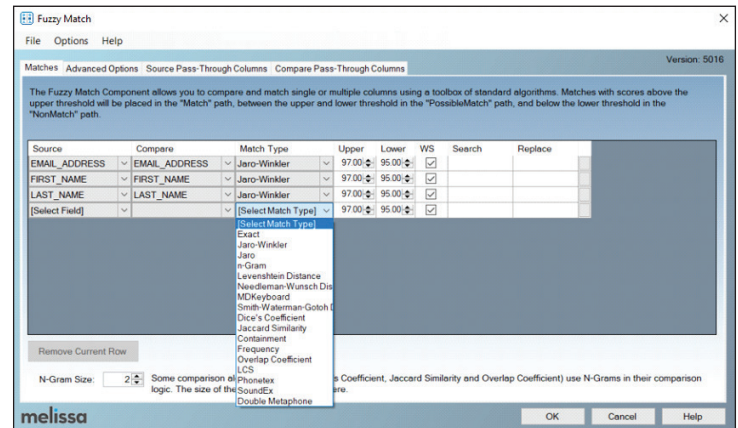 Fuzzy Match
File Options Help
Version: 5016
Matches Advanced Options Source Pass-Through Columns Compare Pass-Through Columns
The Fuzzy Match Component allows you to compare and match single or multiple columns using a toolbox of standard algorithms. Matches with scores above the
upper threshold will be placed in the "Match" path, between the upper and lower threshold in the "PossibleMatch" path, and below the lower threshold in the
"NonMatch" path.
Source Compare Match Type Upper Lower WS Search Replace
EMAIL_ADDRESS EMAIL_ADDRESS Jaro-Winkler 97.00 95.00
FIRST_NAME FIRST_NAME Jaro-Winkler 97.00 95.00
LAST_NAME LAST_NAME Jaro-Winkler 97.00 95.00
[Select Field] [Select Match Type] 97.00 95.00
[Select Match Type]
Exact
Jaro-Winkler
Jaro
n-Gram
Levenshtein Distance
Needleman-Wunsch Dis
MDKeyboard
Smith-Waterman-Gotoh D
Dice's Coefficient
Jaccard Similarity
Containment
Frequency
Overlap Coefficient
LCS
Phonetex
SoundEx
Double Metaphone
Remove Current Row
N-Gram Size: 2 Some comparison al s Coefficient, Jaccard Similarity and Overlap Coefficient) use N-Grams in their comparison
logic. The size of the ere.
melissa OK Cancel Help